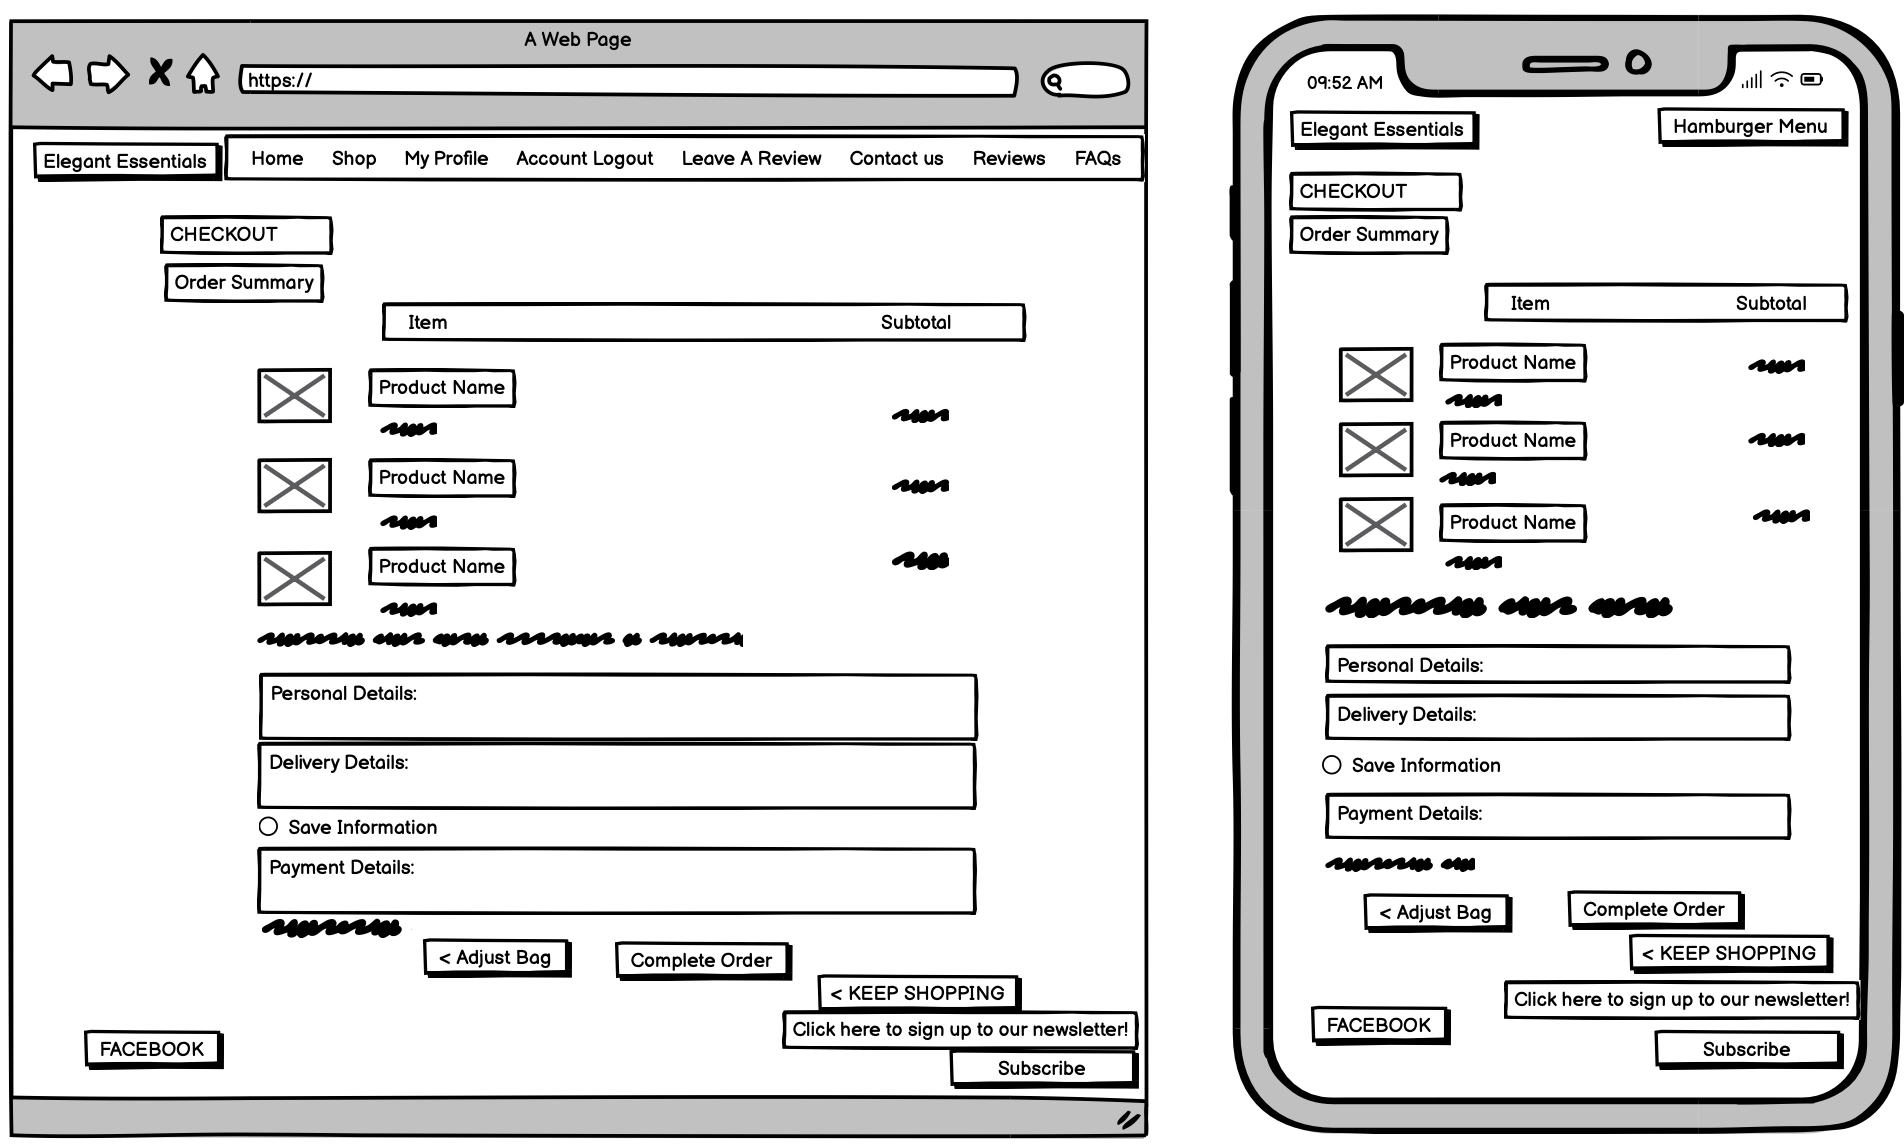 A Web Page
https://
Elegant Essentials
Home Shop My Profile Account Logout Leave A Review Contact us Reviews FAQs
CHECKOUT
Order Summary
Item Subtotal
Product Name
Product Name
Product Name
Personal Details:
Delivery Details:
Save Information
Payment Details:
< Adjust Bag
Complete Order
< KEEP SHOPPING
Click here to sign up to our newsletter!
FACEBOOK
Subscribe
09:52 AM
Elegant Essentials
Hamburger Menu
CHECKOUT
Order Summary
Item Subtotal
Product Name
Product Name
Product Name
Personal Details:
Delivery Details:
Save Information
Payment Details:
< Adjust Bag
Complete Order
< KEEP SHOPPING
Click here to sign up to our newsletter!
FACEBOOK
Subscribe